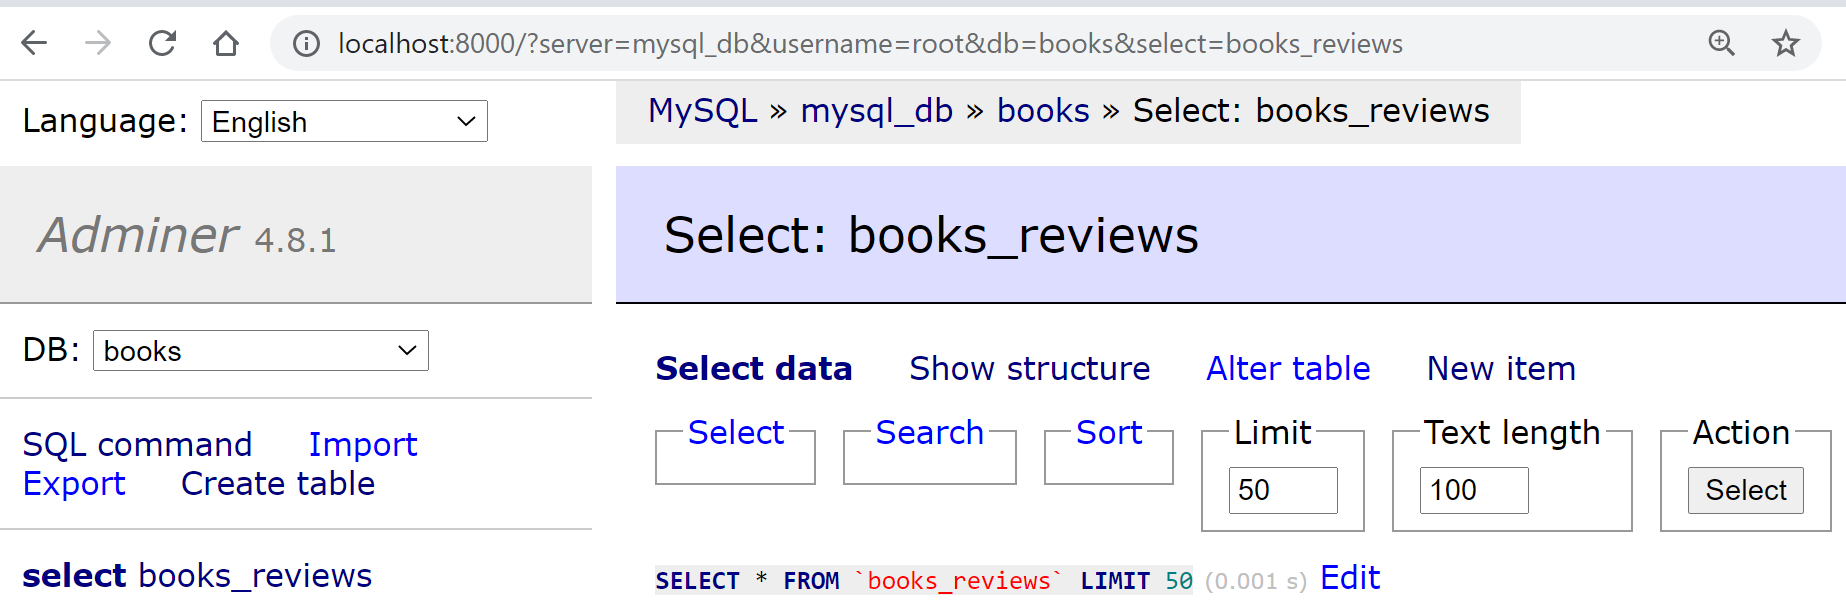 localhost:8000/?server=mysql_db&username=root&db=books&select=books_reviews
Language: English
MySQL » mysql_db » books » Select: books_reviews
Adminer 4.8.1
Select: books_reviews
DB: books
Select data Show structure Alter table New item
SQL command Import
Export Create table
Select Search Sort Limit Text length Action
50 100 Select
select books_reviews
SELECT * FROM `books_reviews` LIMIT 50 (0.001 s) Edit